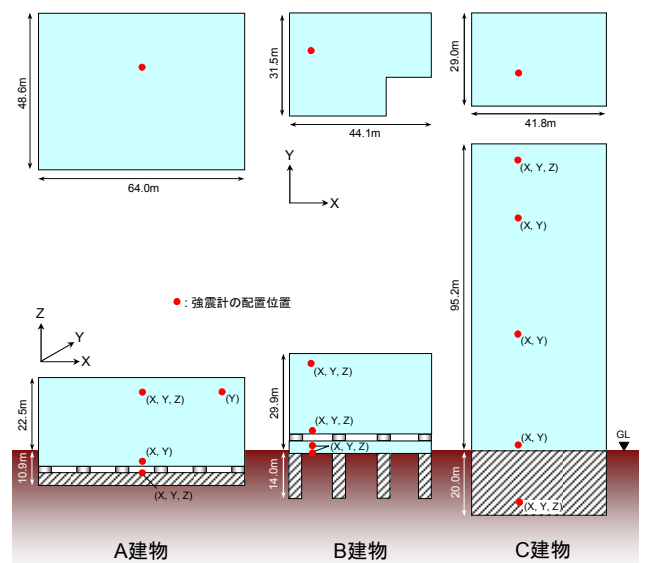 48.6m
64.0m
31.5m
44.1m
29.0m
41.8m
Y
X
●：強震計の配置位置
Z
Y
X
22.5m
10.9m
(X, Y, Z)
(Y)
(X, Y)
(X, Y, Z)
29.9m
14.0m
(X, Y, Z)
(X, Y, Z)
(X, Y, Z)
95.2m
20.0m
(X, Y, Z)
(X, Y)
(X, Y)
(X, Y)
(X, Y, Z)
GL
A建物
B建物
C建物